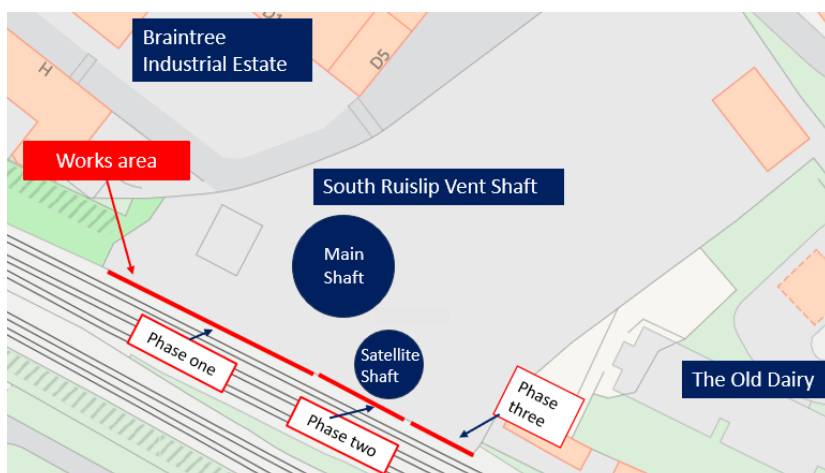 Braintree
Industrial Estate
D1
D5
H
Works area
South Ruislip Vent Shaft
Main
Shaft
Phase one
Satellite
Shaft
Phase two
Phase
three
The Old Dairy